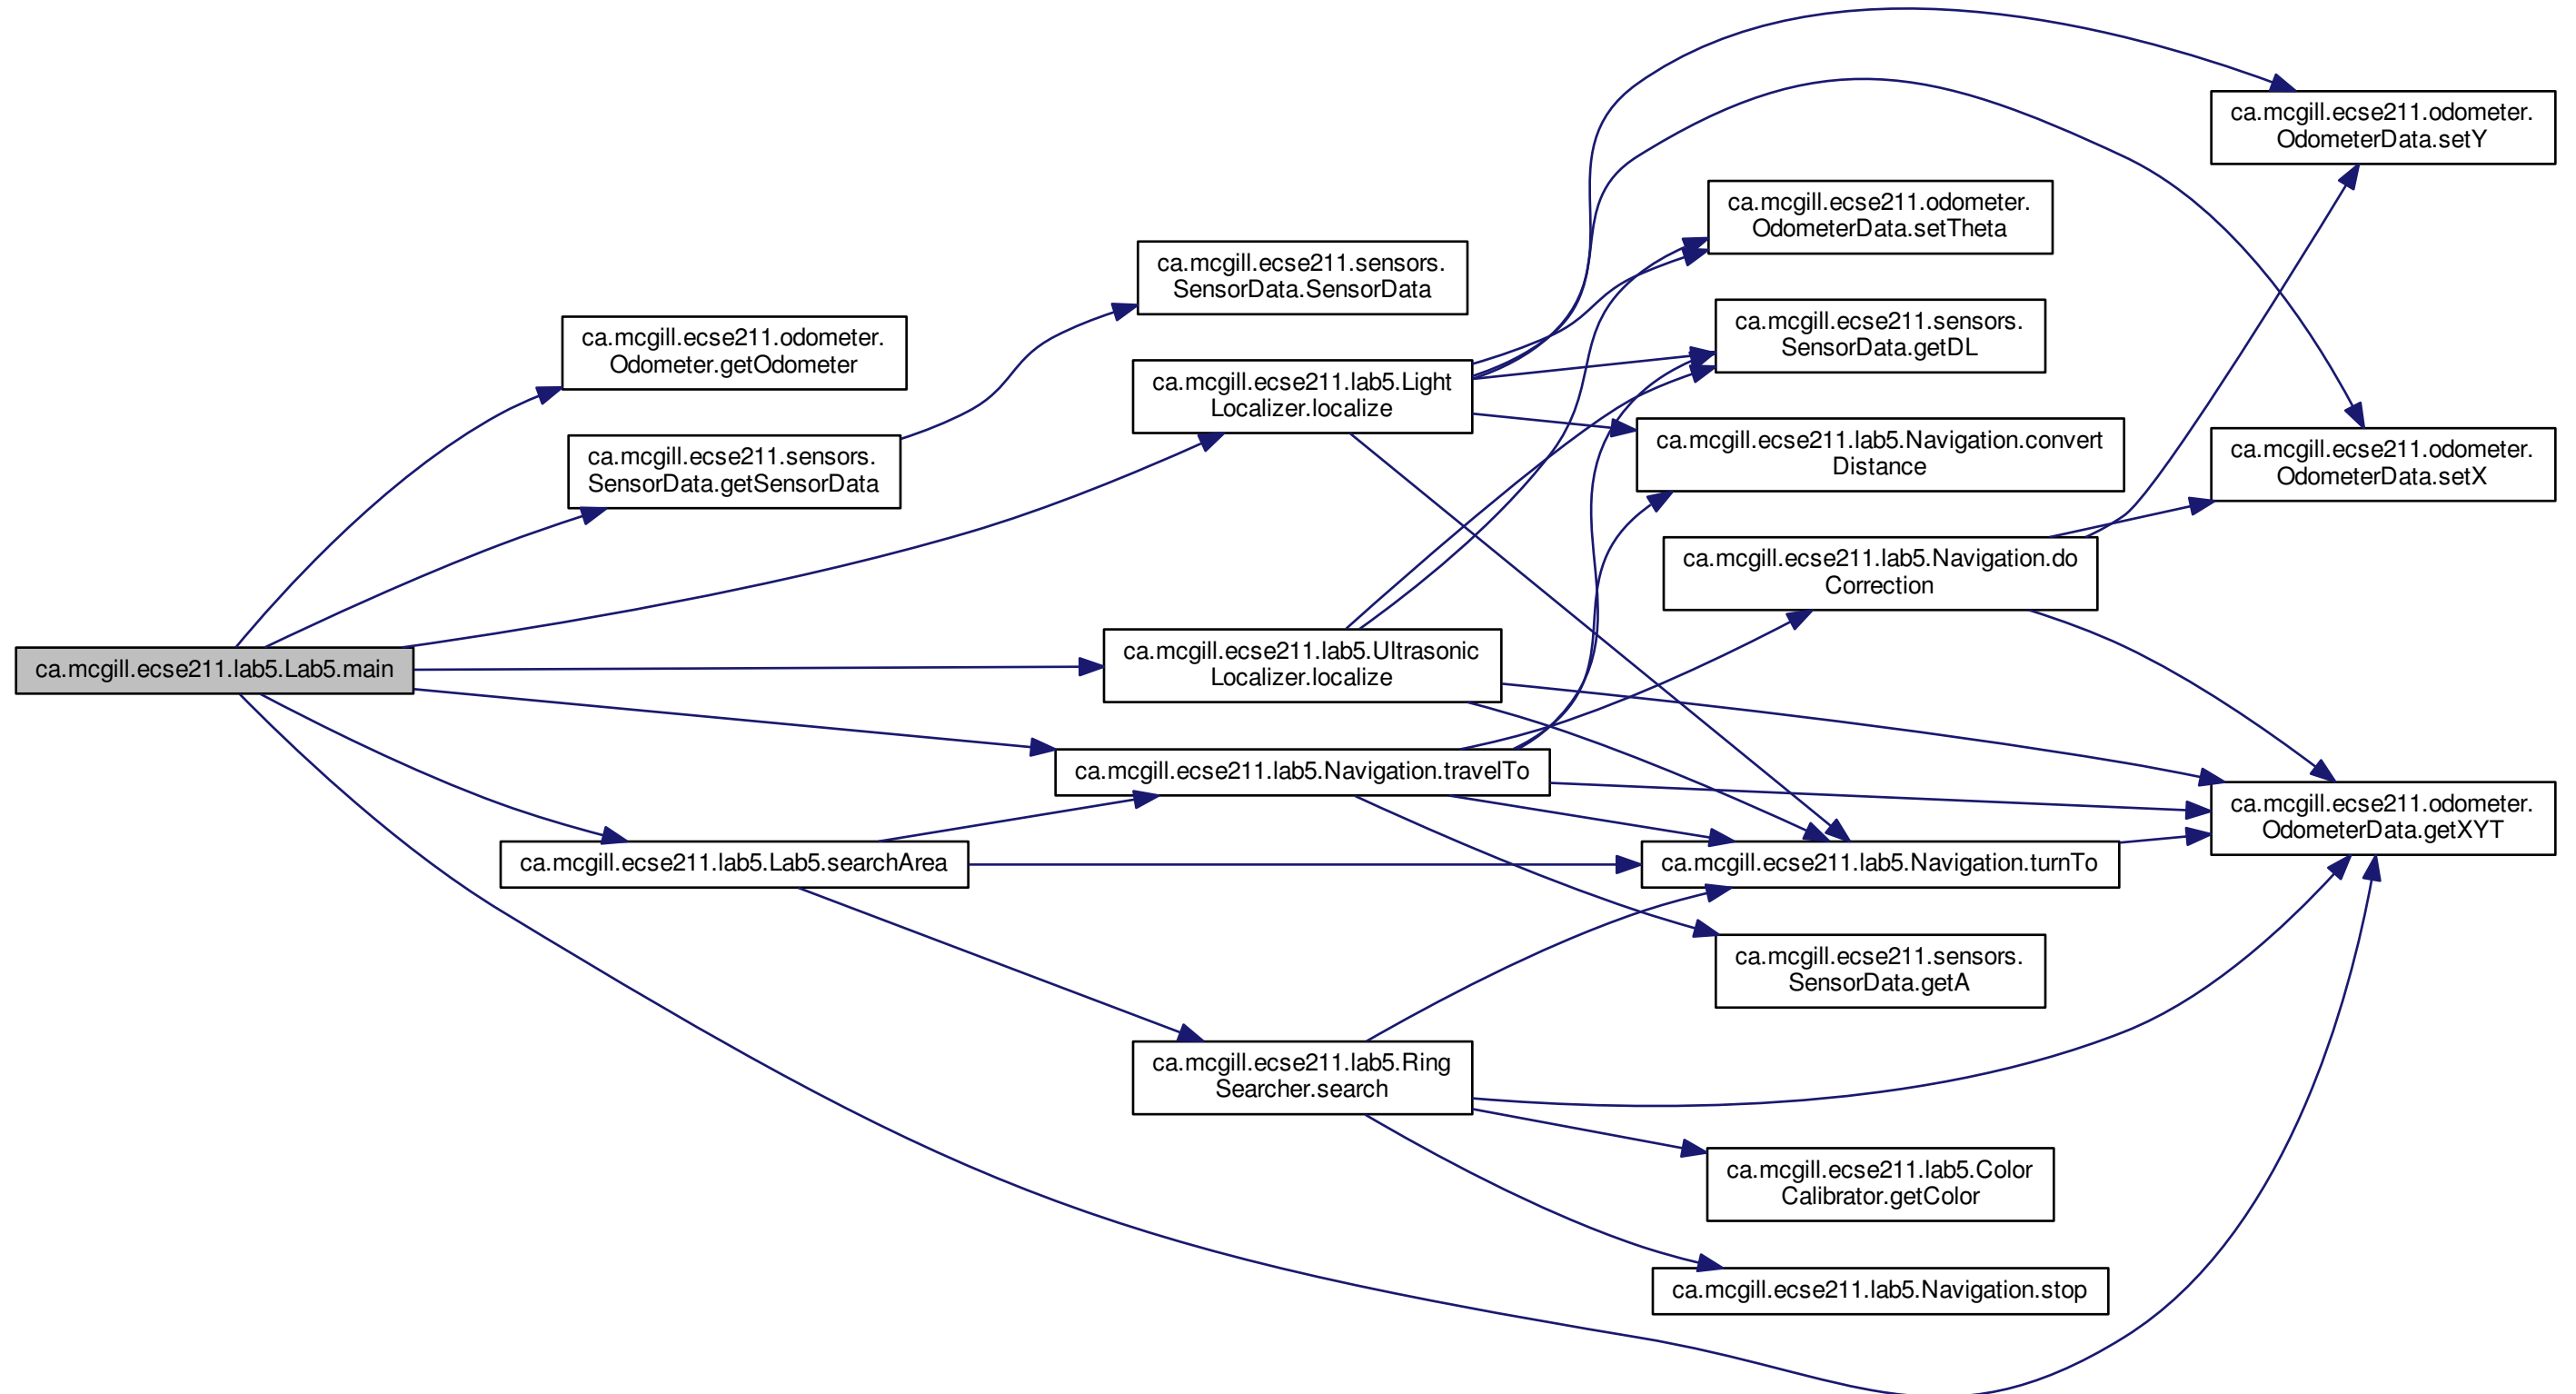 ca.mcgill.ecse211.lab5.Lab5.main
ca.mcgill.ecse211.odometer.
Odometer.getOdometer
ca.mcgill.ecse211.sensors.
SensorData.getSensorData
ca.mcgill.ecse211.lab5.Lab5.searchArea
ca.mcgill.ecse211.sensors.
SensorData.SensorData
ca.mcgill.ecse211.lab5.Light
Localizer.localize
ca.mcgill.ecse211.lab5.Ultrasonic
Localizer.localize
ca.mcgill.ecse211.lab5.Navigation.travelTo
ca.mcgill.ecse211.lab5.Ring
Searcher.search
ca.mcgill.ecse211.odometer.
OdometerData.setTheta
ca.mcgill.ecse211.sensors.
SensorData.getDL
ca.mcgill.ecse211.lab5.Navigation.convert
Distance
ca.mcgill.ecse211.lab5.Navigation.do
Correction
ca.mcgill.ecse211.lab5.Navigation.turnTo
ca.mcgill.ecse211.sensors.
SensorData.getA
ca.mcgill.ecse211.lab5.Color
Calibrator.getColor
ca.mcgill.ecse211.lab5.Navigation.stop
ca.mcgill.ecse211.odometer.
OdometerData.setY
ca.mcgill.ecse211.odometer.
OdometerData.setX
ca.mcgill.ecse211.odometer.
OdometerData.getXYT